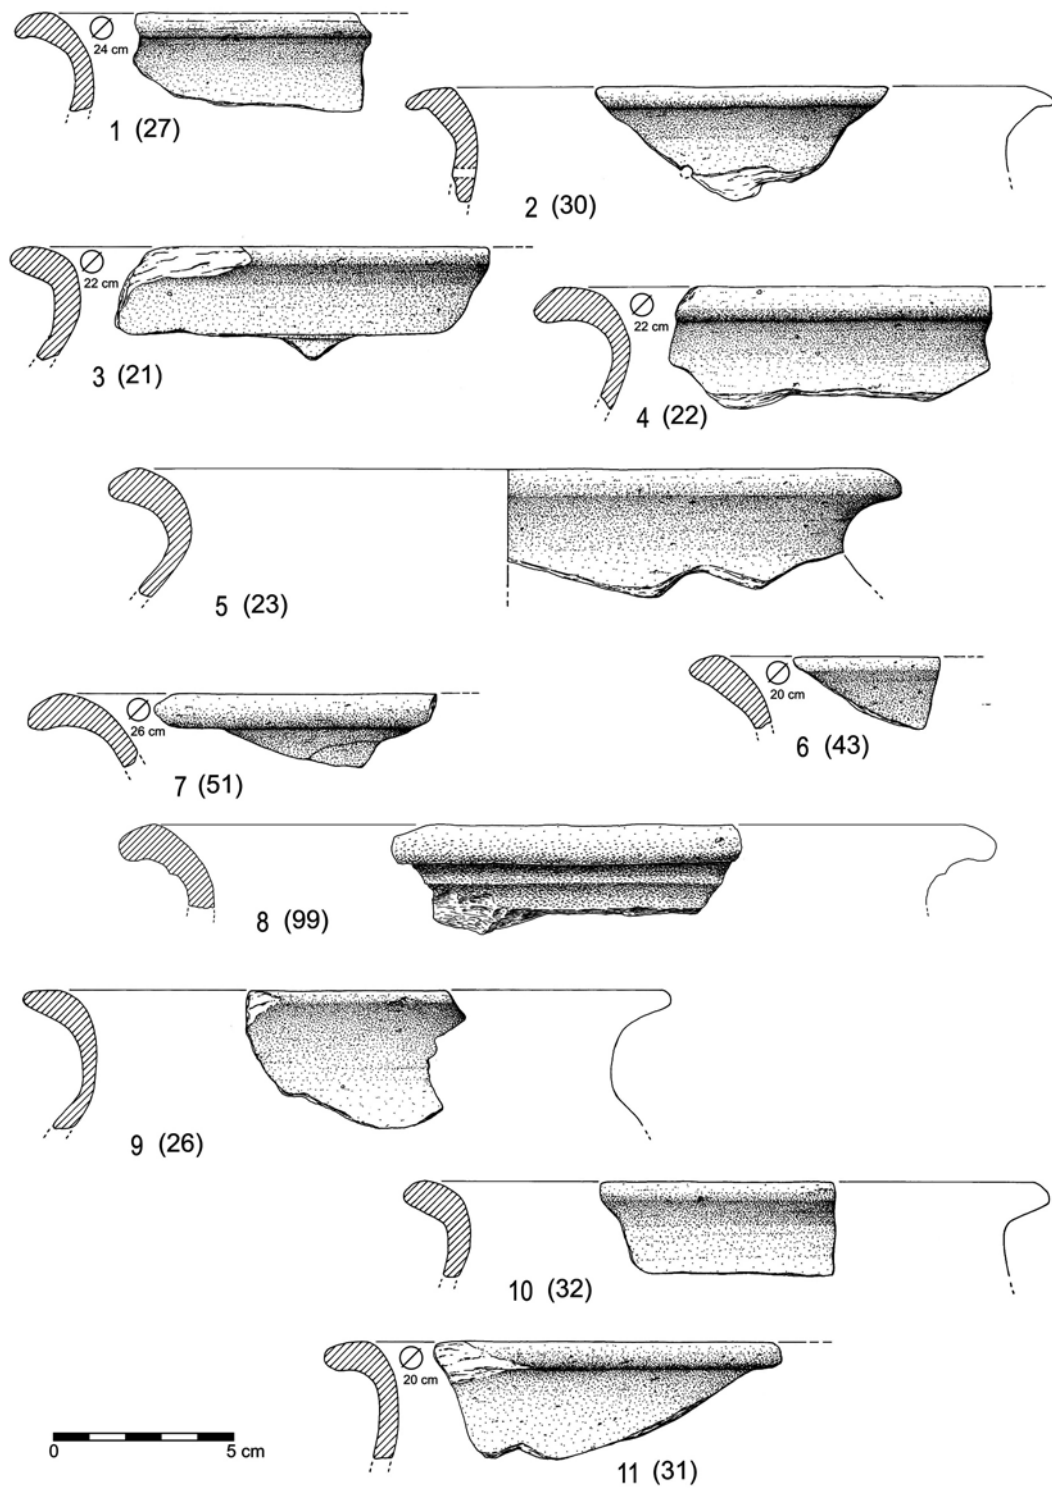 24 cm
1 (27)
2 (30)
22 cm
3 (21)
22 cm
4 (22)
5 (23)
20 cm
6 (43)
26 cm
7 (51)
8 (99)
9 (26)
10 (32)
20 cm
11 (31)
0 5 cm